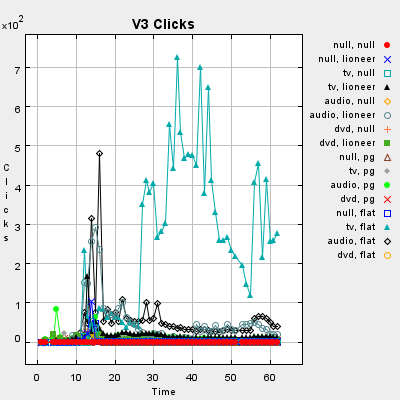 V3 Clicks
×10²
7
6
5
4
3
2
1
0
Clicks
0 10 20 30 40 50 60
Time
null, null
null, lioneer
tv, null
tv, lioneer
audio, null
audio, lioneer
dvd, null
dvd, lioneer
null, pg
tv, pg
audio, pg
dvd, pg
null, flat
tv, flat
audio, flat
dvd, flat